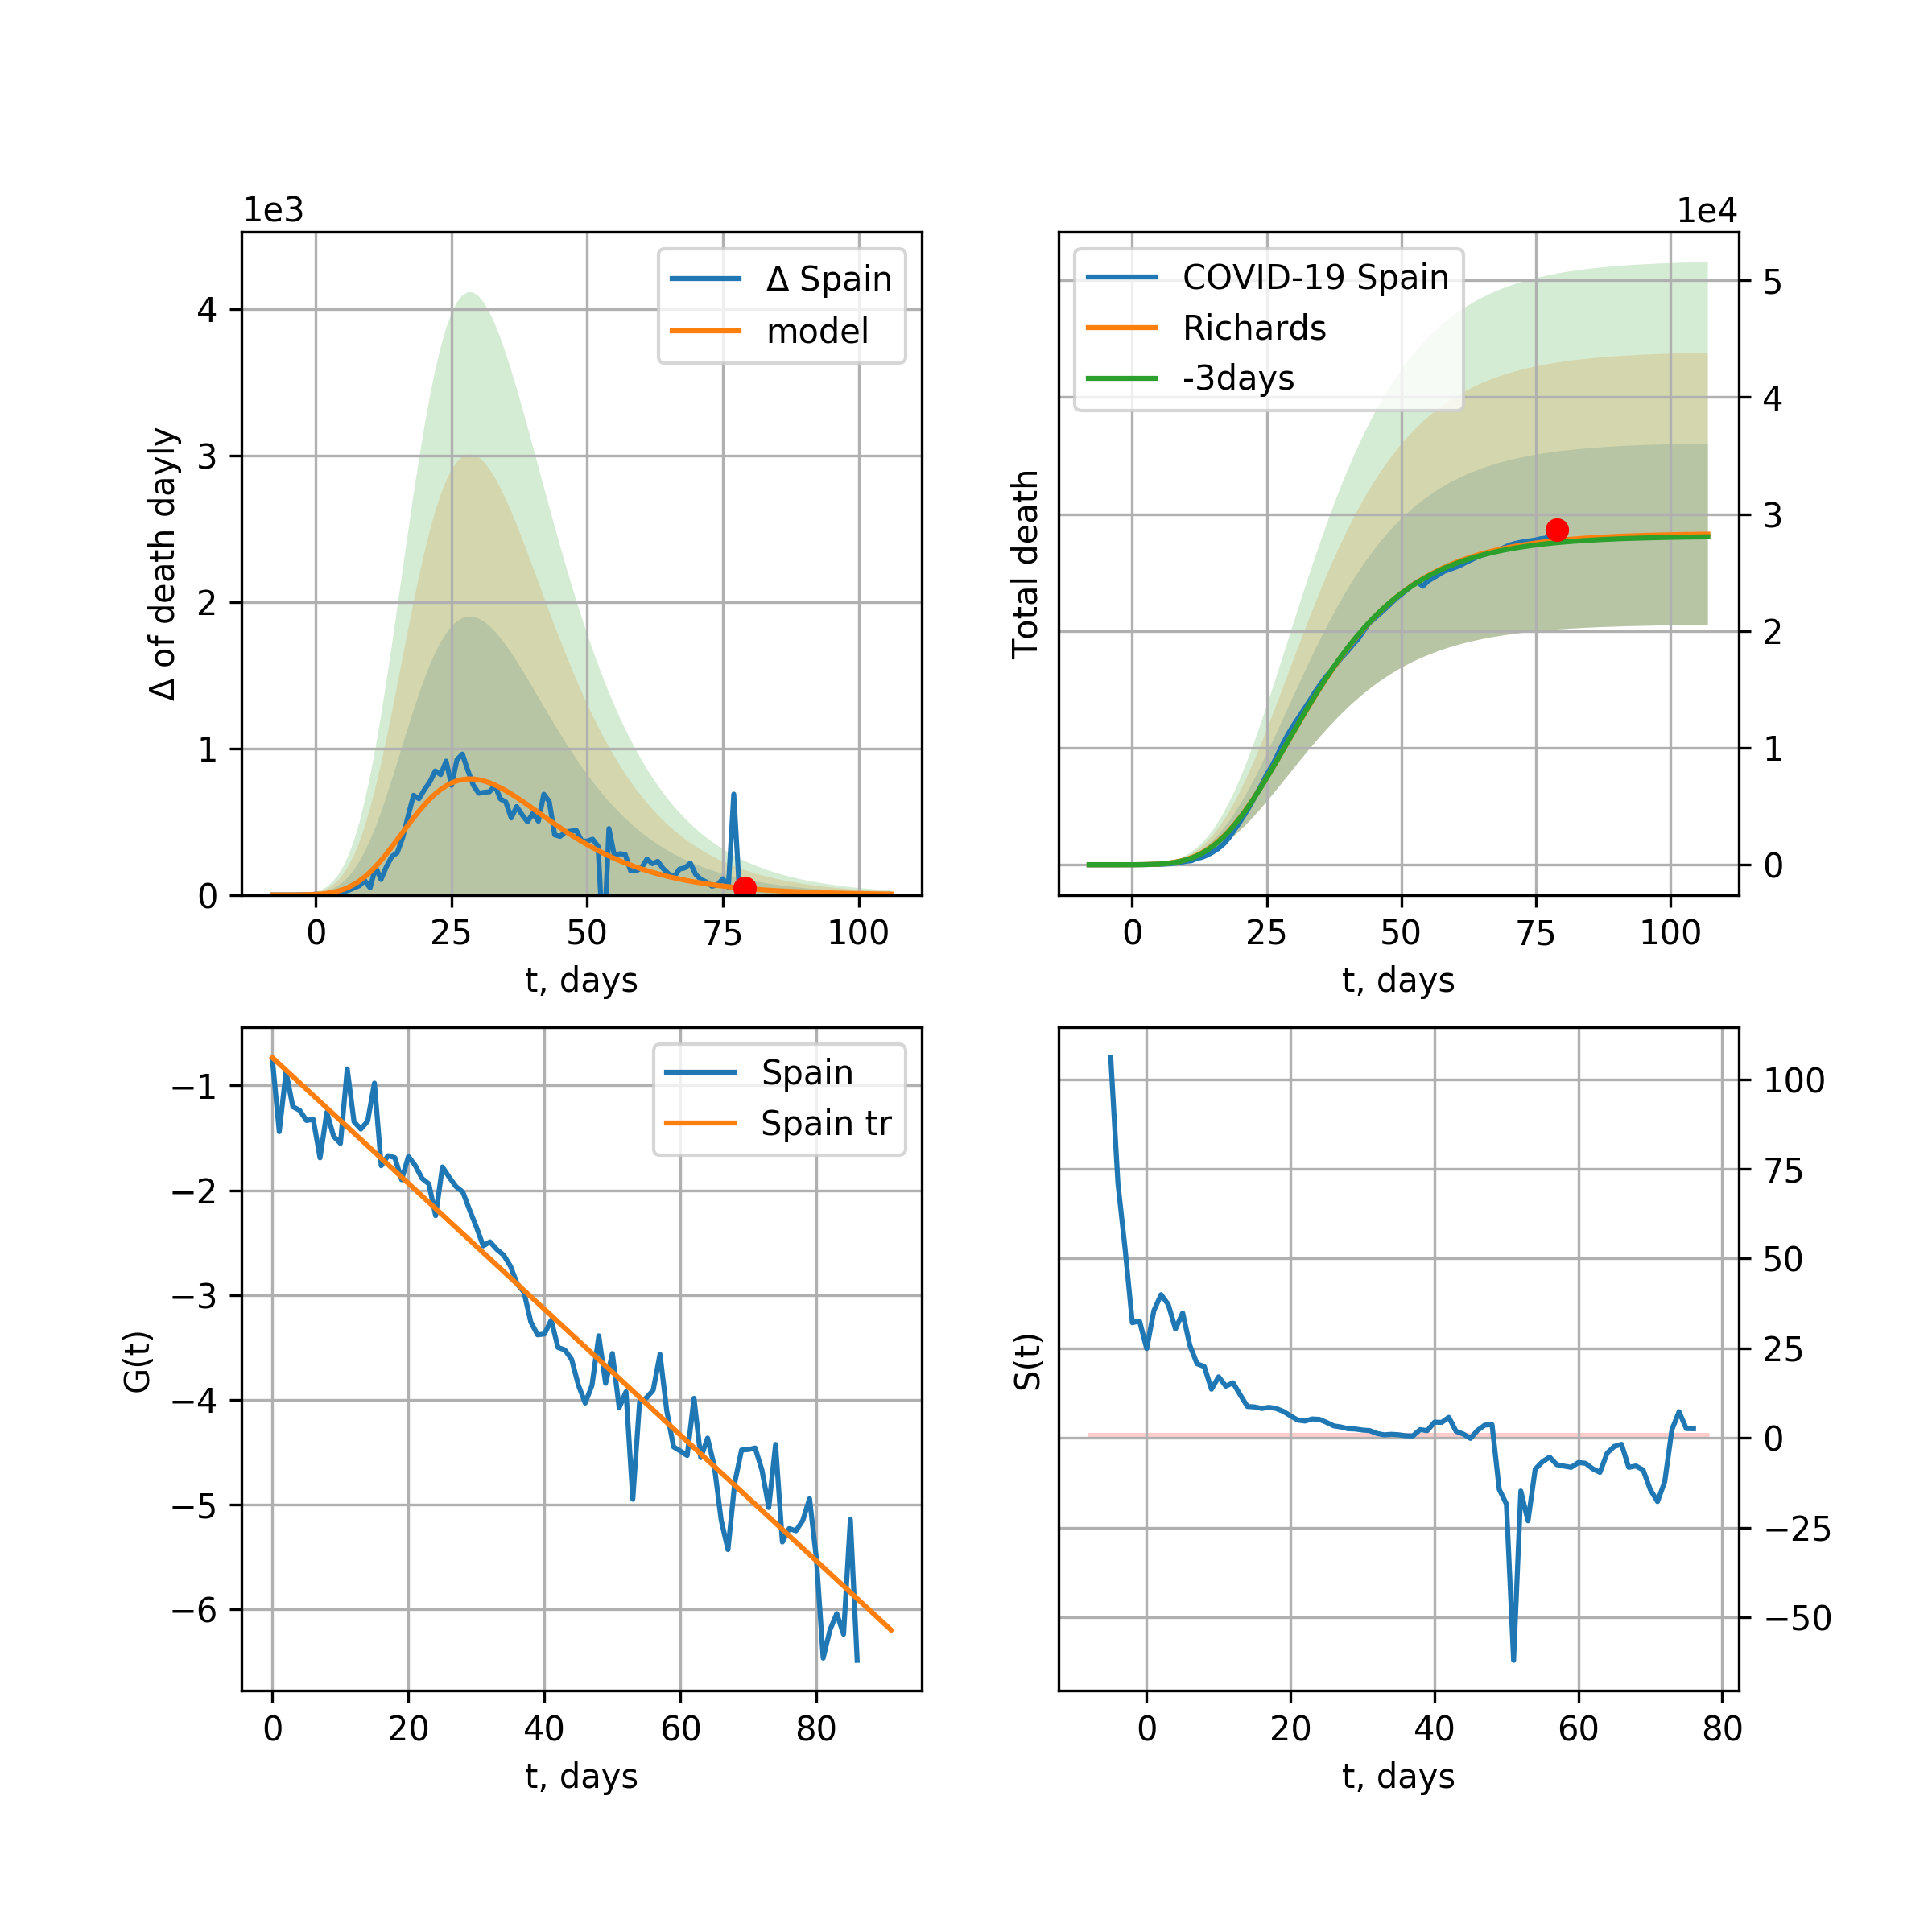 1e3
Δ Spain
model
4
3
2
1
0
Δ of death dayly
0 25 50 75 100
t, days
1e4
COVID-19 Spain
Richards
-3days
5
4
3
2
1
0
Total death
0 25 50 75 100
t, days
Spain
Spain tr
−1
−2
−3
−4
−5
−6
G(t)
0 20 40 60 80
t, days
100
75
50
25
0
−25
−50
S(t)
0 20 40 60 80
t, days